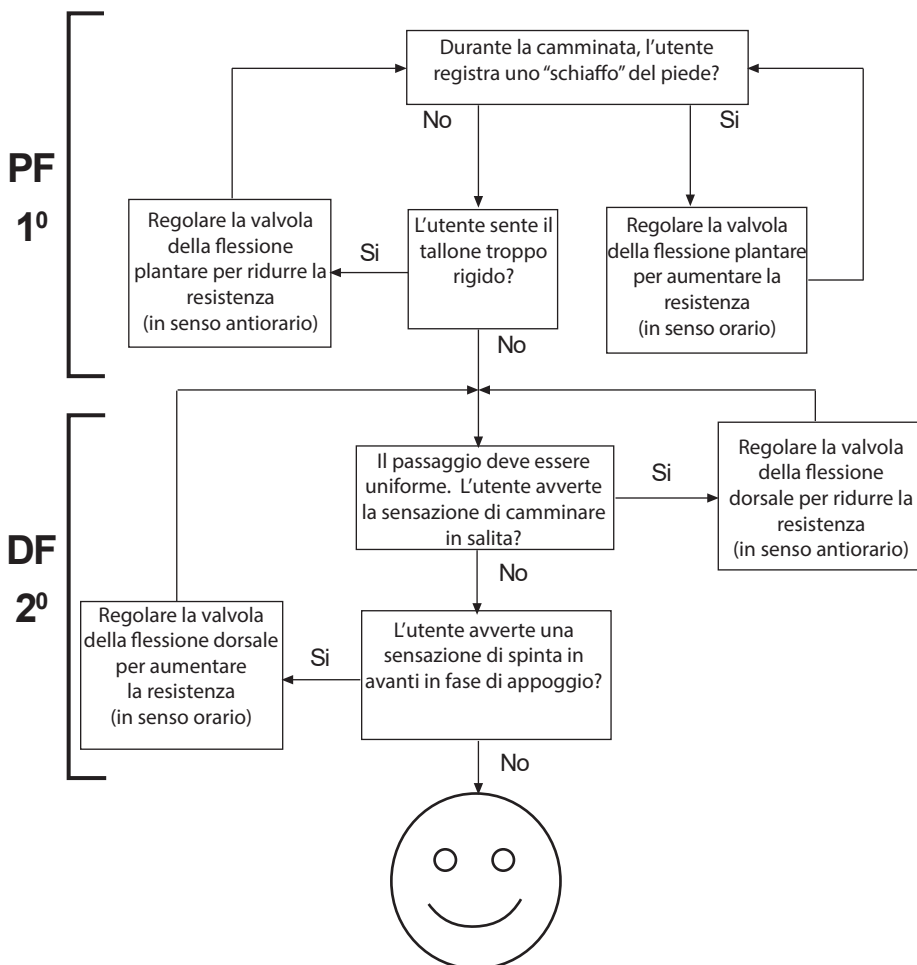 PF
1⁰
Durante la camminata, l’utente
registra uno “schiaffo” del piede?
No
Si
Regolare la valvola
della flessione
plantare per ridurre la
resistenza
(in senso antiorario)
Si
L’utente sente il
tallone troppo
rigido?
Regolare la valvola
della flessione plantare
per aumentare la
resistenza
(in senso orario)
No
DF
2⁰
Il passaggio deve essere
uniforme. L’utente avverte
la sensazione di camminare
in salita?
Si
Regolare la valvola
della flessione
dorsale per ridurre la
resistenza
(in senso antiorario)
No
Regolare la valvola
della flessione dorsale
per aumentare
la resistenza
(in senso orario)
Si
L’utente avverte una
sensazione di spinta in
avanti in fase di appoggio?
No